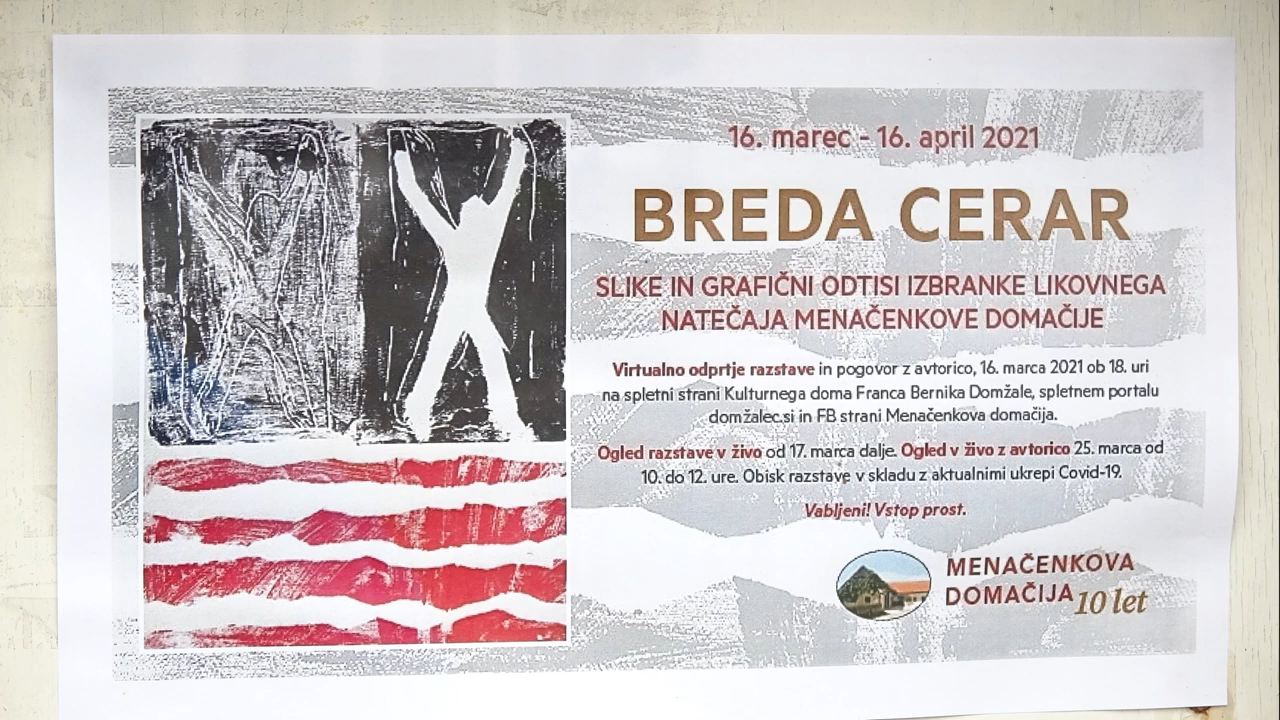 16. marec - 16. april 2021
BREDA CERAR
SLIKE IN GRAFIČNI ODTISI IZBRANKE LIKOVNEGA
NATEČAJA MENAČENKOVE DOMAČIJE
Virtualno odprtje razstave in pogovor z avtorico, 16. marca 2021 ob 18. uri
na spletni strani Kulturnega doma Franca Bernika Domžale, spletnem portalu
domžalec.si in FB strani Menačenkova domačija.
Ogled razstave v živo od 17. marca dalje. Ogled v živo z avtorico 25. marca od
10. do 12. ure. Obisk razstave v skladu z aktualnimi ukrepi Covid-19.
Vabljeni! Vstop prost.
MENAČENKOVA
DOMAČIJA
10 let